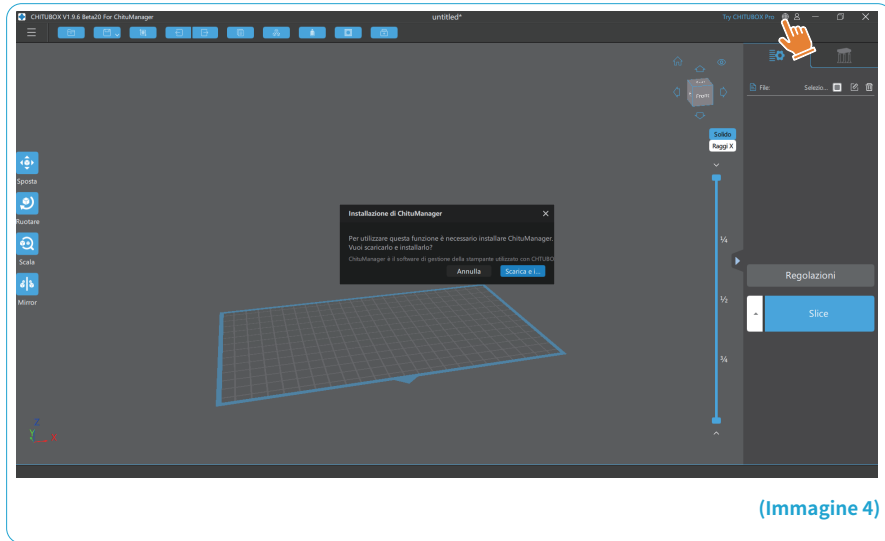 CHITUBOX V1.9.6 Beta20 For ChituManager
untitled*
Try CHITUBOX Pro
File:
Selezio...
Fronti
Solido
Raggi X
Sposta
Ruotare
Scala
Mirror
Installazione di ChituManager
Per utilizzare questa funzione è necessario installare ChituManager.
Vuoi scaricarlo e installarlo?
ChituManager è il software di gestione della stampante utilizzato con CHITUBO
Annulla
Scarica e i...
¼
½
¾
Regolazioni
Slice
Z
Y
X
(Immagine 4)